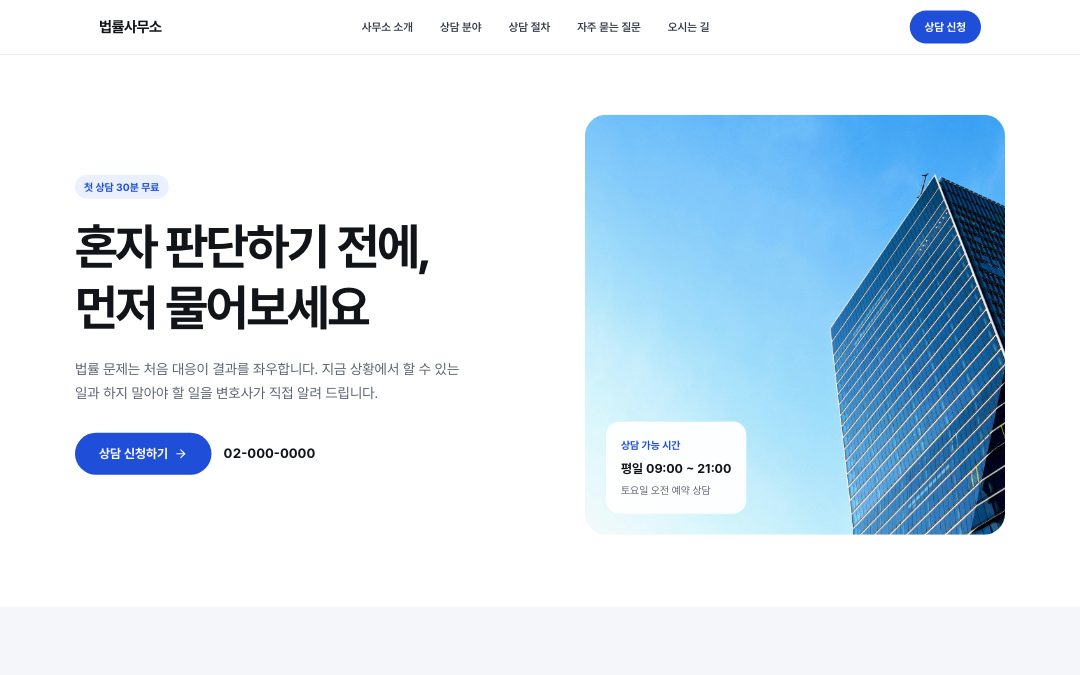 법률사무소
사무소 소개
상담 분야
상담 절차
자주 묻는 질문
오시는 길
상담 신청
첫 상담 30분 무료
혼자 판단하기 전에,
먼저 물어보세요
법률 문제는 처음 대응이 결과를 좌우합니다. 지금 상황에서 할 수 있는
일과 하지 말아야 할 일을 변호사가 직접 알려 드립니다.
상담 신청하기 →
02-000-0000
상담 가능 시간
평일 09:00 ~ 21:00
토요일 오전 예약 상담